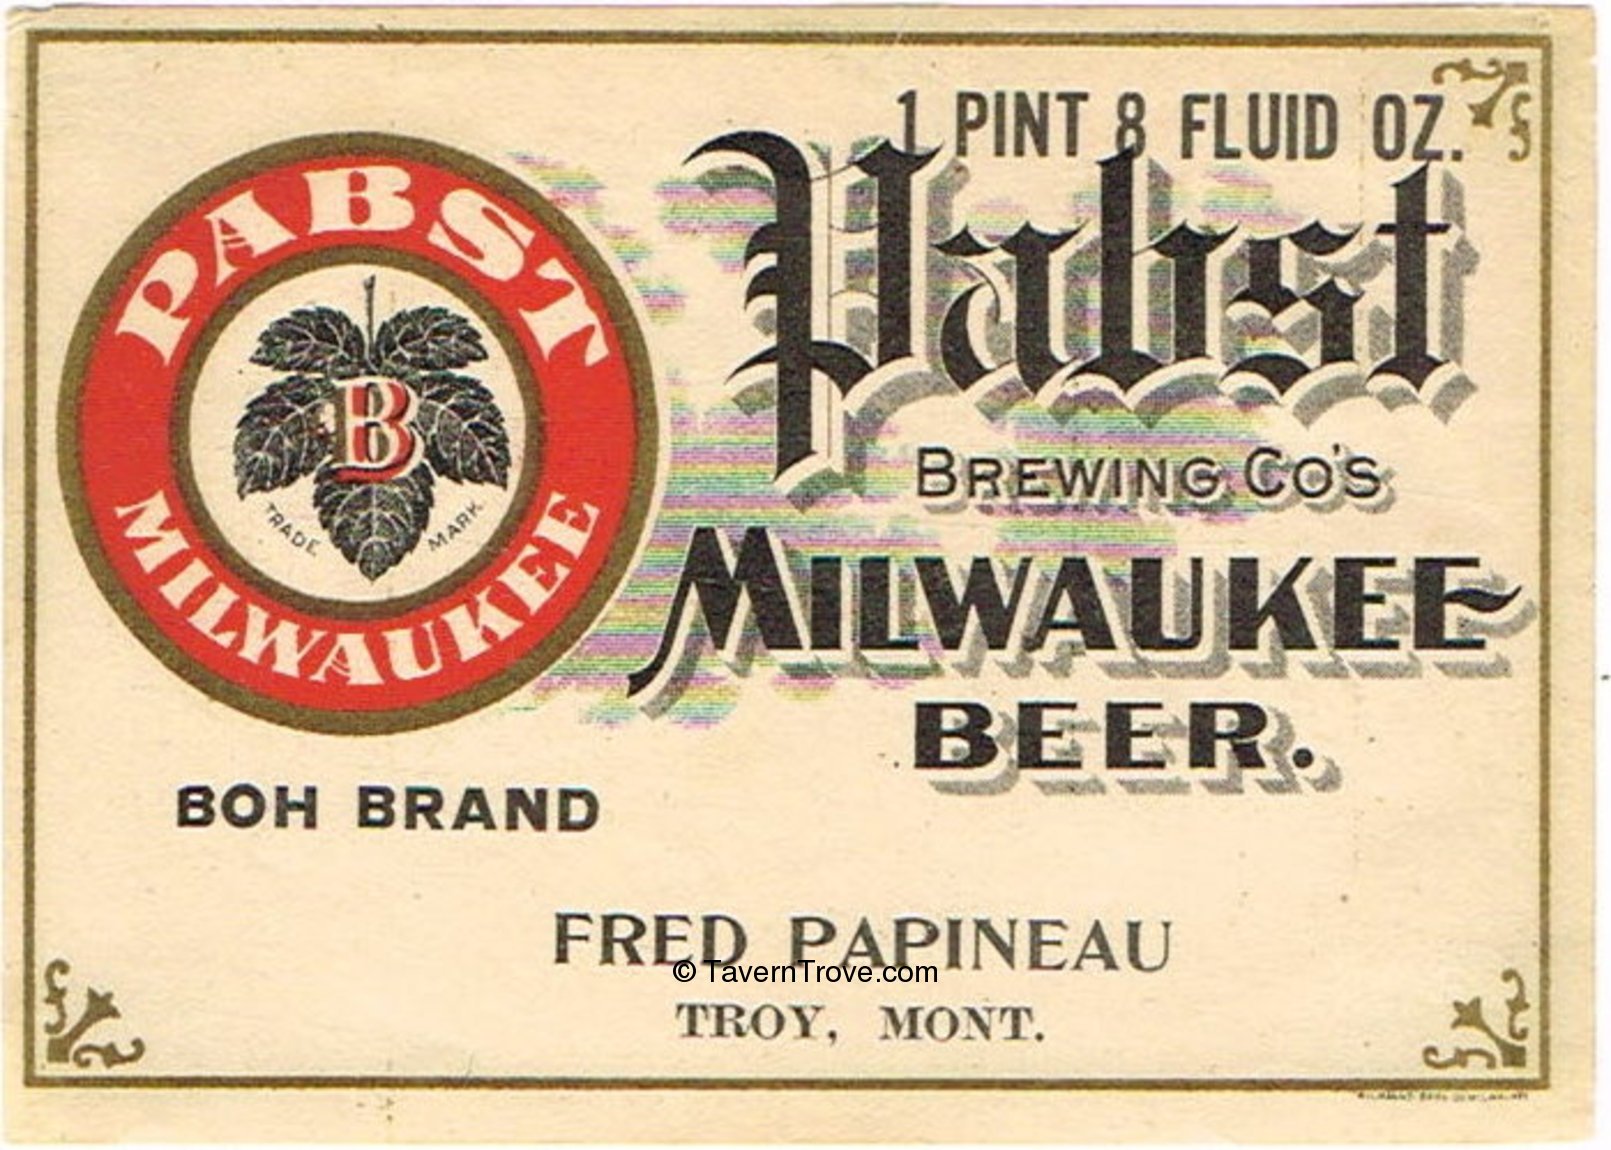 PABST
B
TRADE MARK
MILWAUKEE
BOH BRAND
1 PINT 8 FLUID OZ.
Pabst
BREWING CO'S
MILWAUKEE
BEER.
FRED PAPINEAU
© TavernTrove.com
TROY, MONT.